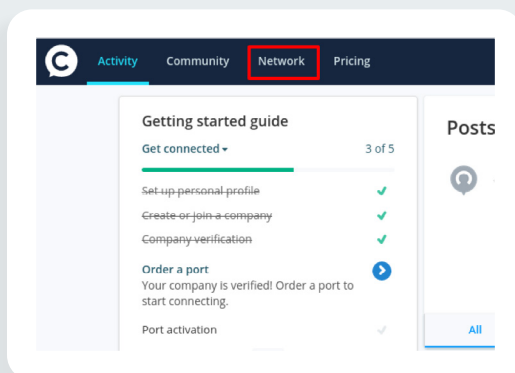 Activity Community Network Pricing
Getting started guide
Get connected
3 of 5
Set up personal profile
Create or join a company
Company verification
Order a port
Your company is verified! Order a port to
start connecting.
Port activation
Posts
All